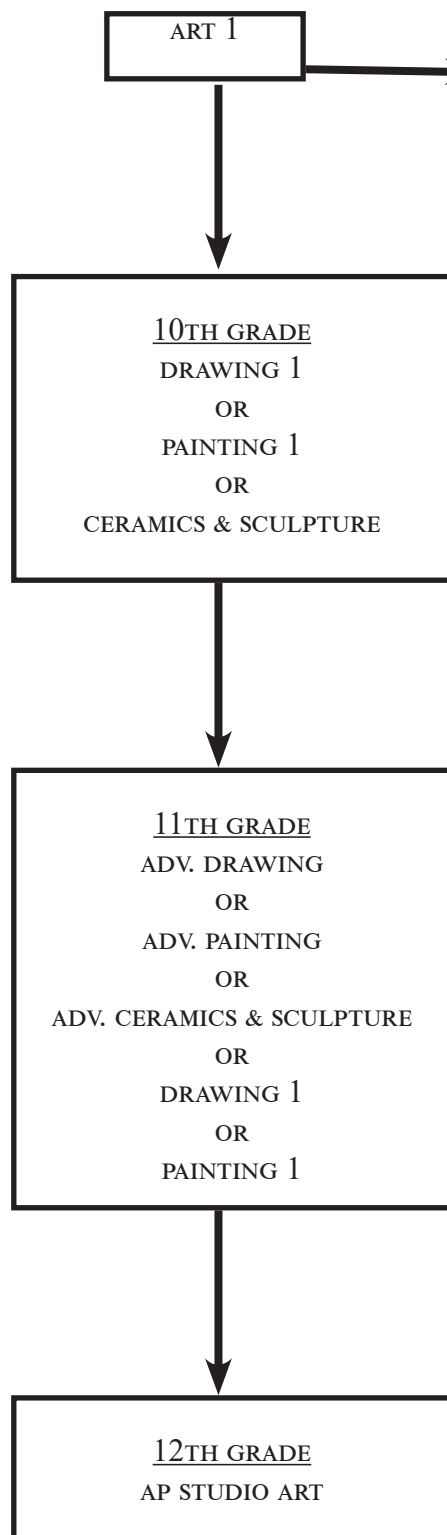 ART 1
10TH GRADE
DRAWING 1
OR
PAINTING 1
OR
CERAMICS & SCULPTURE
11TH GRADE
ADV. DRAWING
OR
ADV. PAINTING
OR
ADV. CERAMICS & SCULPTURE
OR
DRAWING 1
OR
PAINTING 1
12TH GRADE
AP STUDIO ART